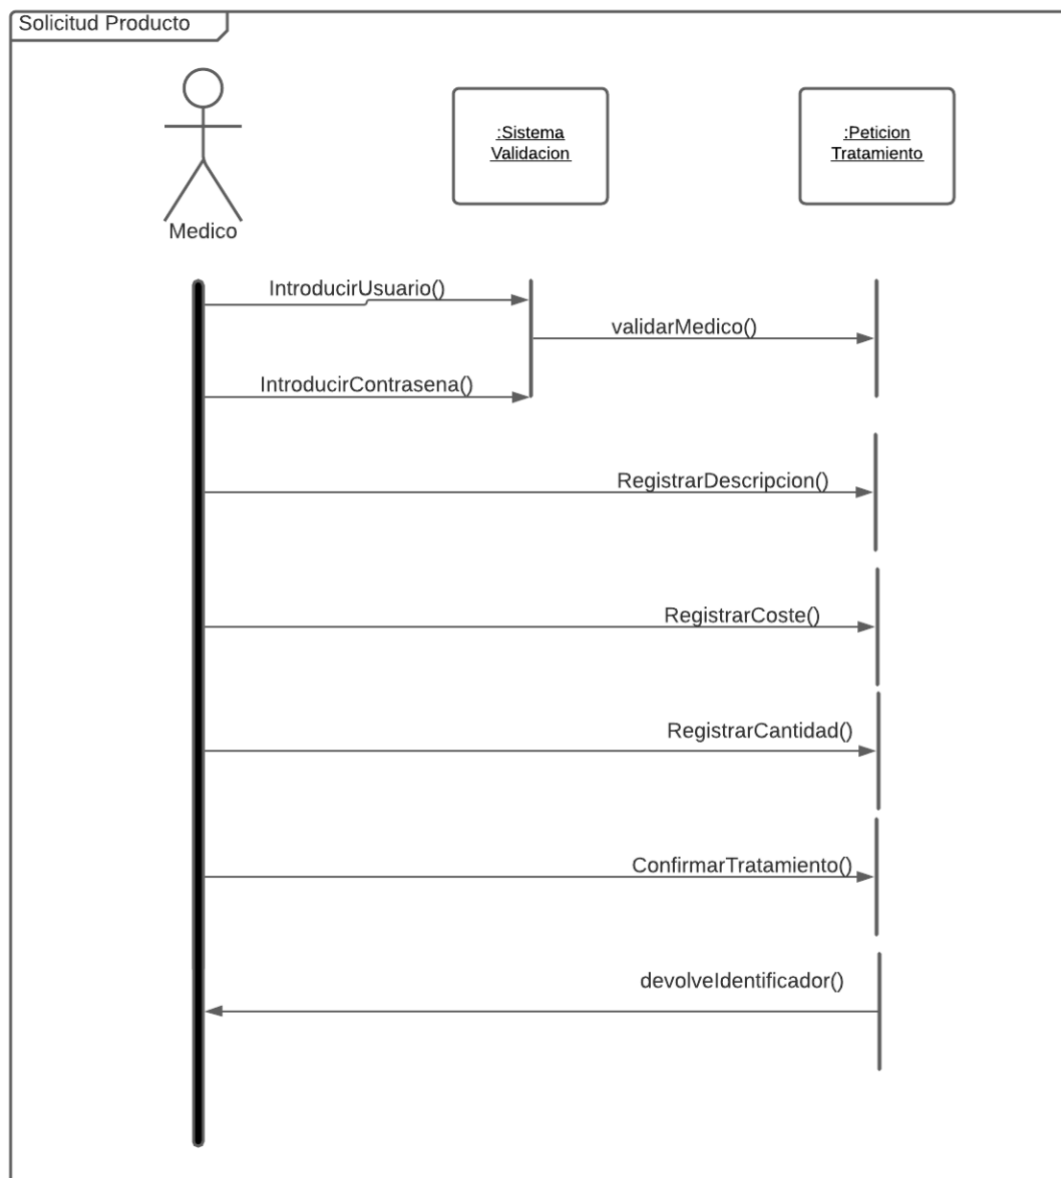 Solicitud Producto
:Sistema
Validacion
:Peticion
Tratamiento
Medico
IntroducirUsuario()
validarMedico()
IntroducirContrasena()
RegistrarDescripcion()
RegistrarCoste()
RegistrarCantidad()
ConfirmarTratamiento()
devolveIdentificador()